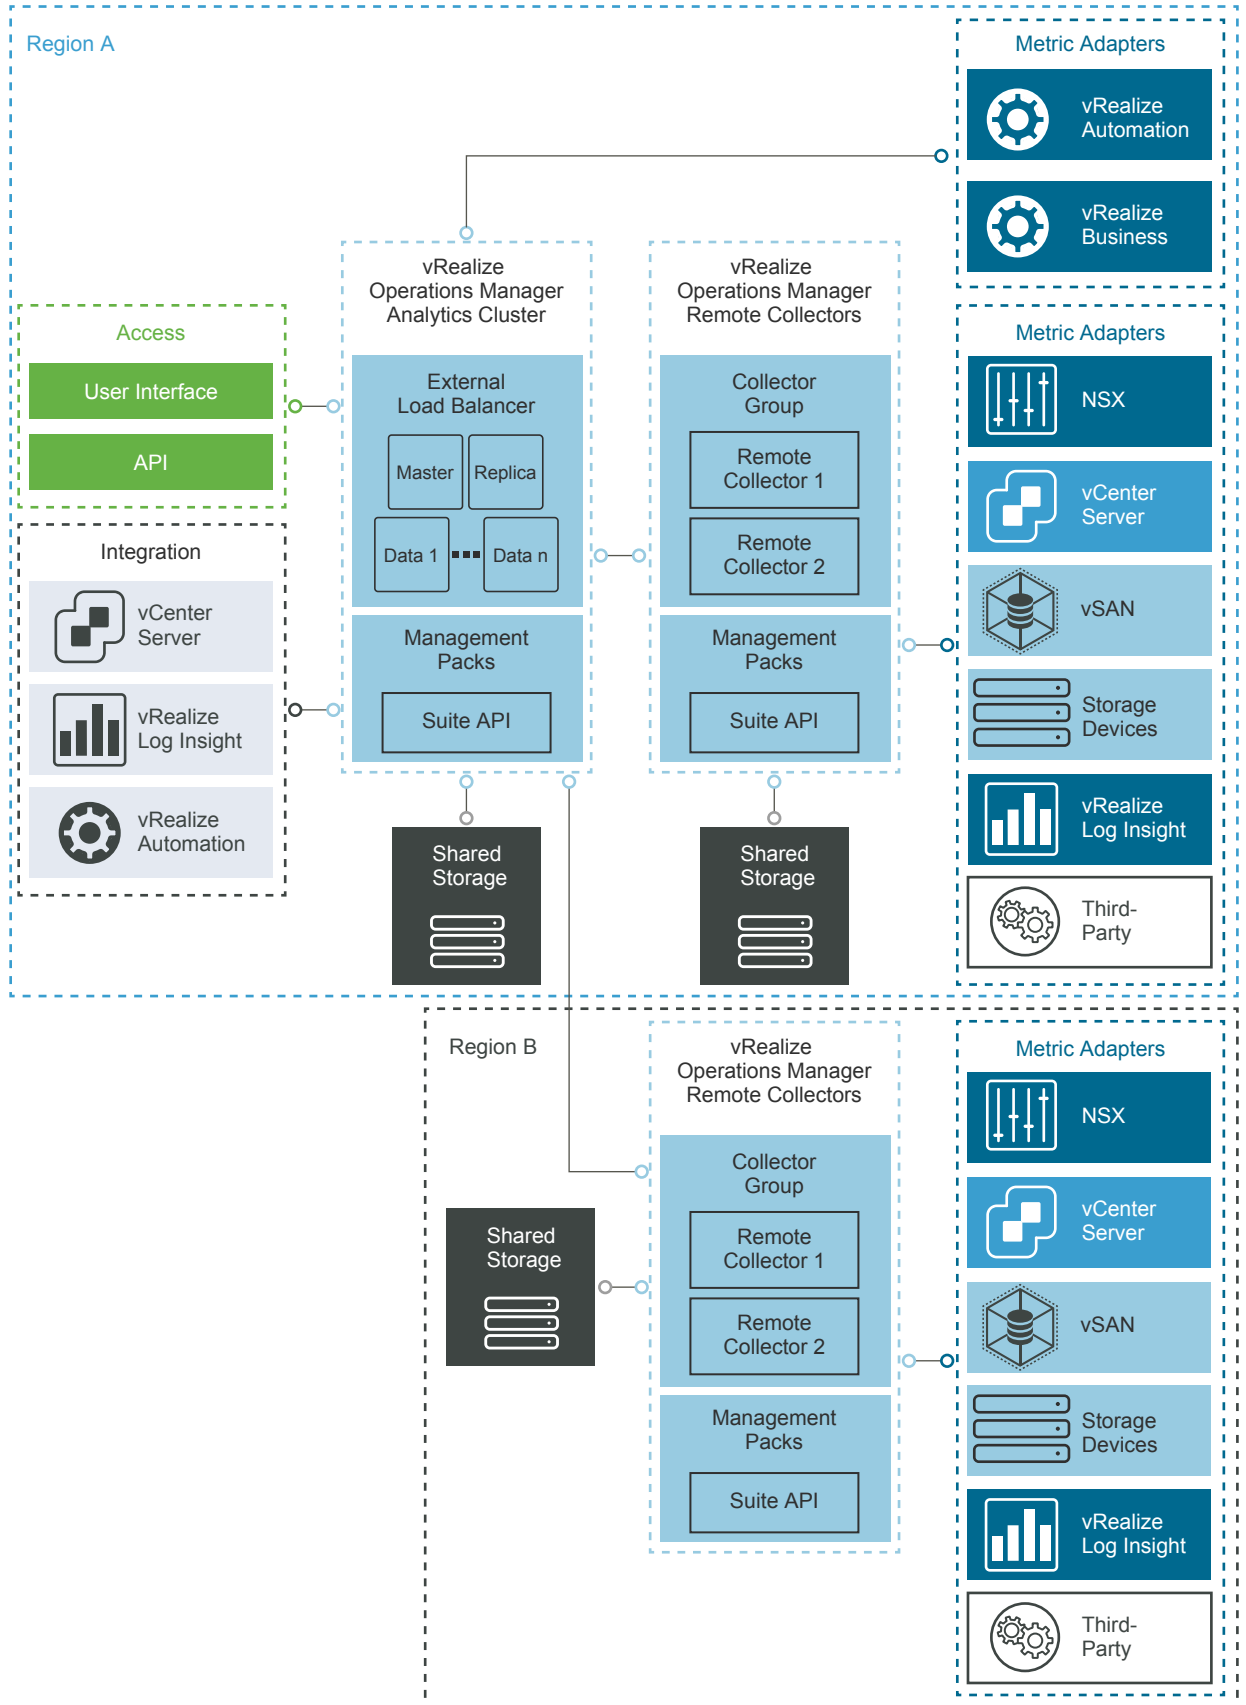 Region A
Metric Adapters
vRealize
Automation
vRealize
Business
vRealize
Operations Manager
Analytics Cluster
External
Load Balancer
Master
Replica
Data 1
Data n
Management
Packs
Suite API
vRealize
Operations Manager
Remote Collectors
Collector
Group
Remote
Collector 1
Remote
Collector 2
Management
Packs
Suite API
Access
User Interface
API
Integration
vCenter
Server
vRealize
Log Insight
vRealize
Automation
Metric Adapters
NSX
vCenter
Server
vSAN
Storage
Devices
vRealize
Log Insight
Third-
Party
Shared
Storage
Shared
Storage
Region B
vRealize
Operations Manager
Remote Collectors
Collector
Group
Remote
Collector 1
Remote
Collector 2
Management
Packs
Suite API
Shared
Storage
Metric Adapters
NSX
vCenter
Server
vSAN
Storage
Devices
vRealize
Log Insight
Third-
Party